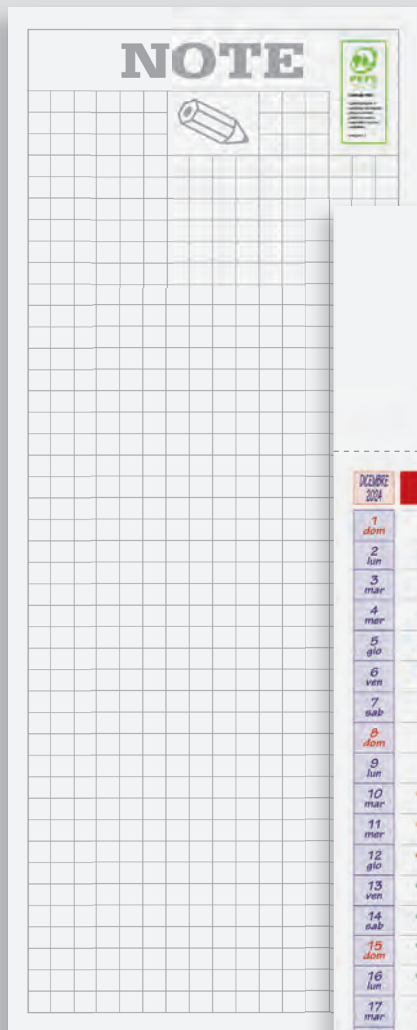 NOTE
PEFC
DICEMBRE
2024
1
dom
2
lun
3
mar
4
mer
5
gio
6
ven
7
sab
8
dom
9
lun
10
mar
11
mer
12
gio
13
ven
14
sab
15
dom
16
lun
17
mar